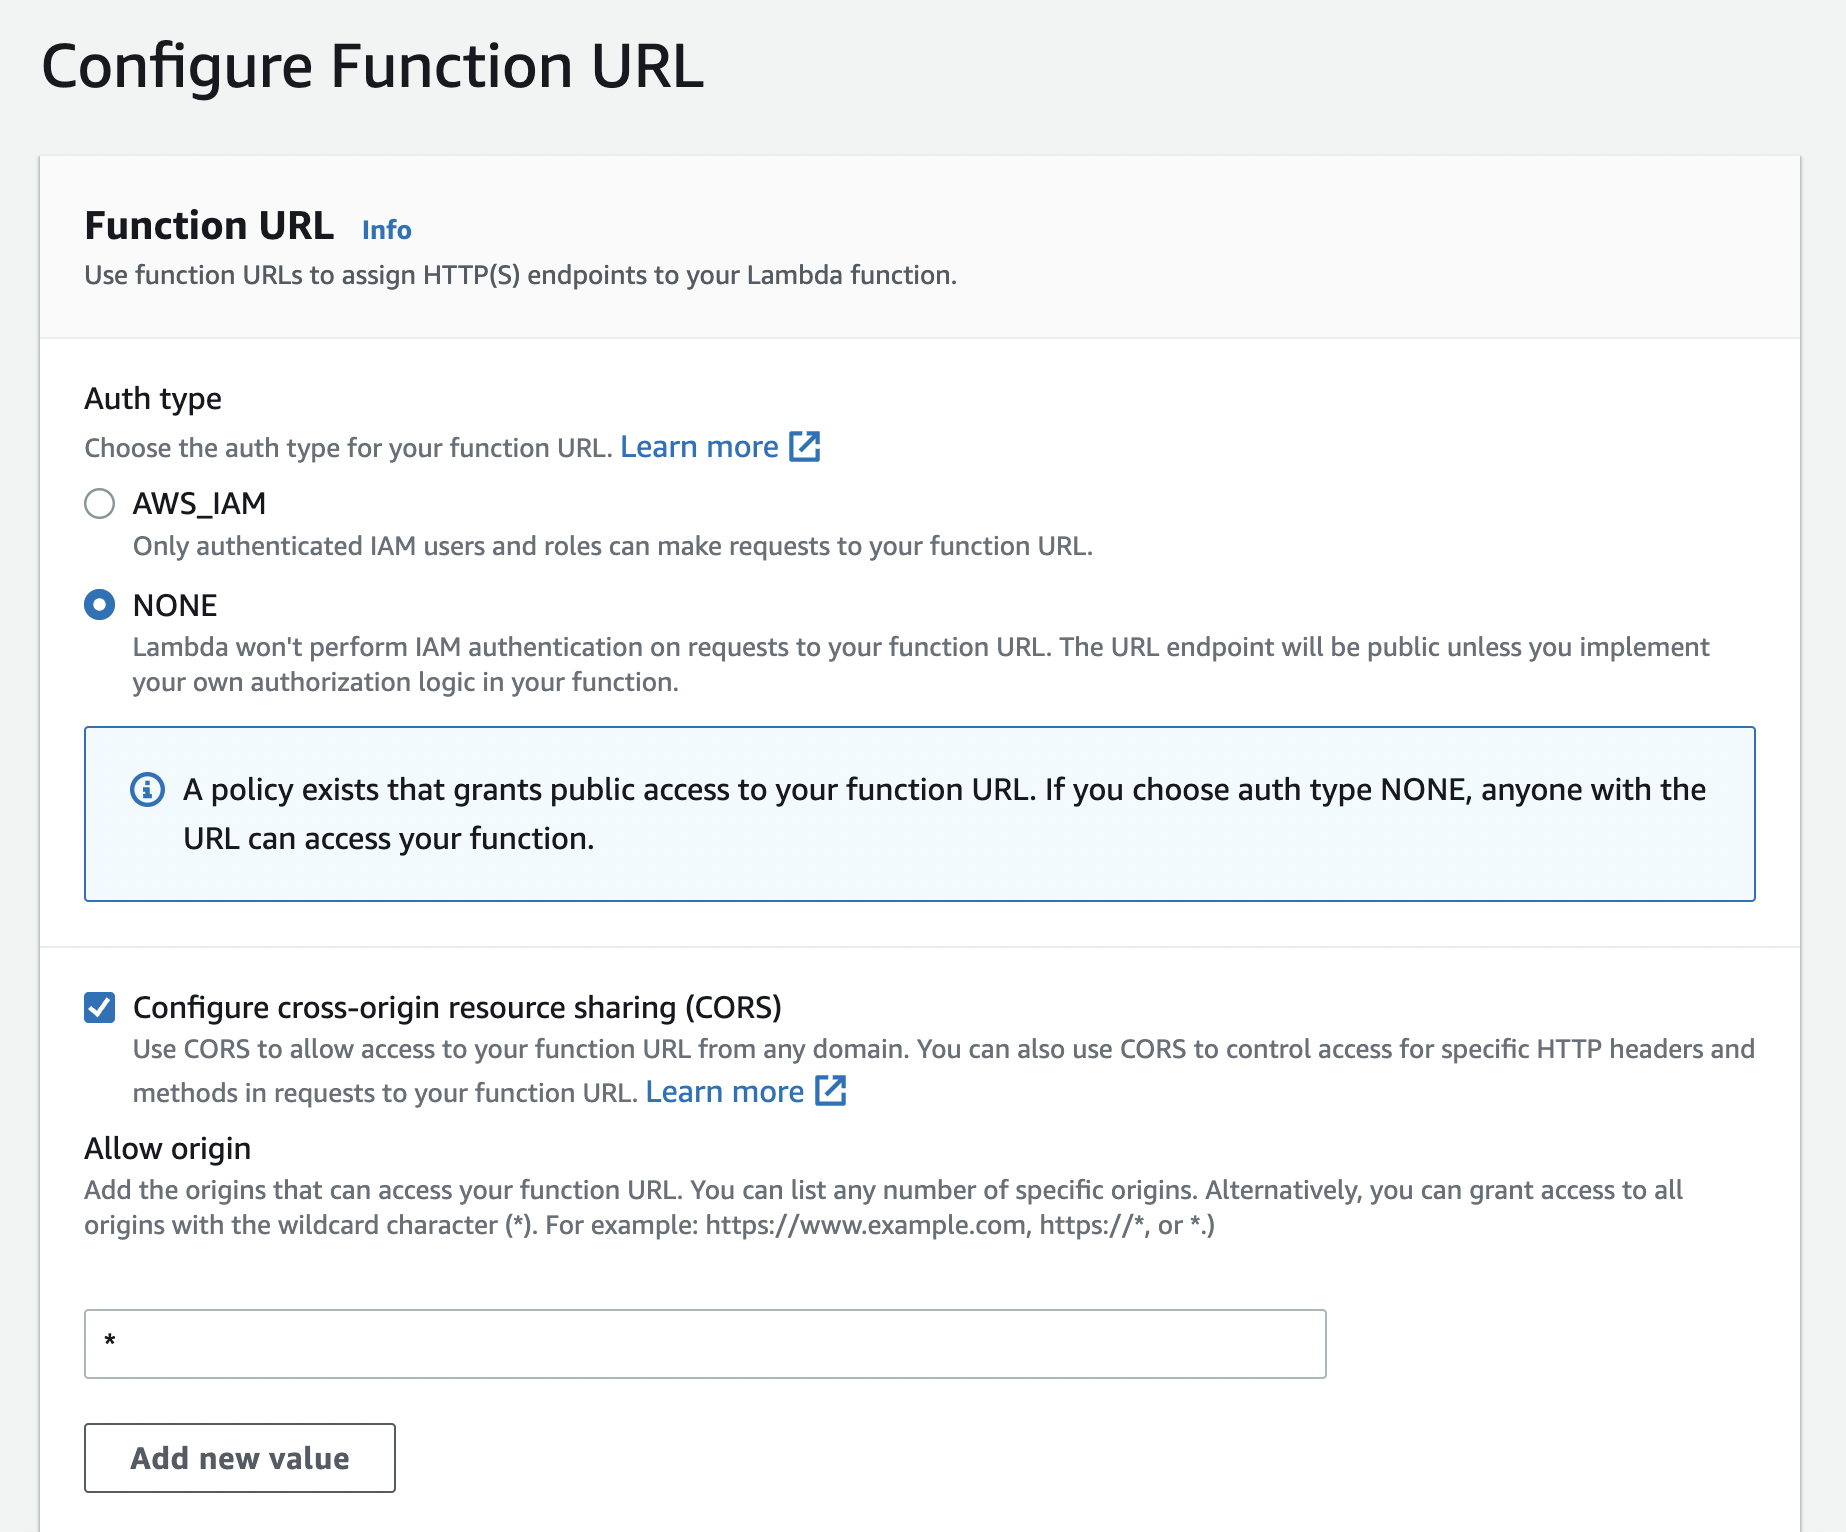 Configure Function URL
Function URL Info
Use function URLs to assign HTTP(S) endpoints to your Lambda function.
Auth type
Choose the auth type for your function URL. Learn more
AWS_IAM
Only authenticated IAM users and roles can make requests to your function URL.
NONE
Lambda won't perform IAM authentication on requests to your function URL. The URL endpoint will be public unless you implement
your own authorization logic in your function.
A policy exists that grants public access to your function URL. If you choose auth type NONE, anyone with the
URL can access your function.
Configure cross-origin resource sharing (CORS)
Use CORS to allow access to your function URL from any domain. You can also use CORS to control access for specific HTTP headers and
methods in requests to your function URL. Learn more
Allow origin
Add the origins that can access your function URL. You can list any number of specific origins. Alternatively, you can grant access to all
origins with the wildcard character (*). For example: https://www.example.com, https://*, or *.)
*
Add new value